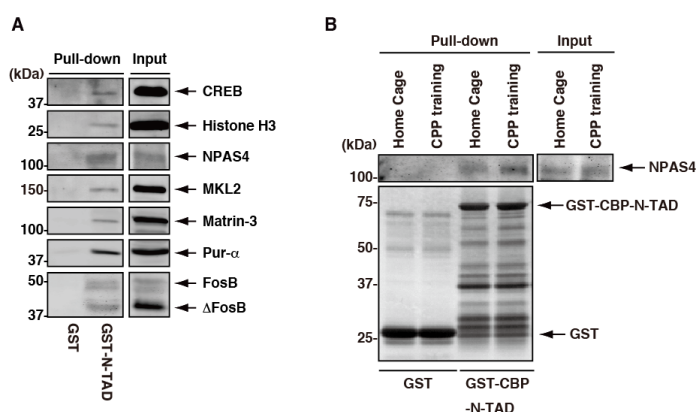 A
Pull-down Input
(kDa)
37- CREB
25- Histone H3
100- NPAS4
150- MKL2
100- Matrin-3
37- Pur-α
50- FosB
37- ΔFosB
GST
GST-N-TAD
B
Pull-down Input
Home Cage
CPP training
Home Cage
CPP training
Home Cage
CPP training
(kDa)
100- NPAS4
75- GST-CBP-N-TAD
50-
37-
25- GST
GST GST-CBP
-N-TAD